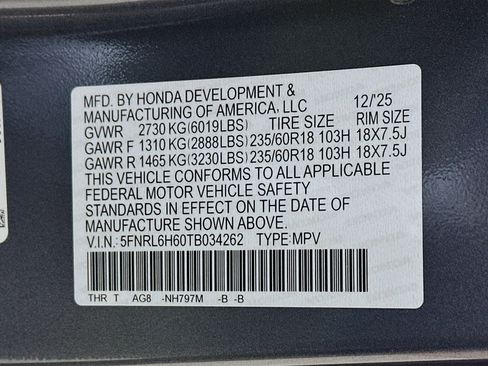 MFD. BY HONDA DEVELOPMENT &
MANUFACTURING OF AMERICA, LLC 12/'25
GVWR 2730 KG(6019LBS) TIRE SIZE RIM SIZE
GAWR F 1310 KG(2888LBS) 235/60R18 103H 18X7.5J
GAWR R 1465 KG(3230LBS) 235/60R18 103H 18X7.5J
THIS VEHICLE CONFORMS TO ALL APPLICABLE
FEDERAL MOTOR VEHICLE SAFETY
STANDARDS IN EFFECT ON THE DATE OF
MANUFACTURE SHOWN ABOVE.
V.I.N.: 5FNRL6H60TB034262 TYPE:MPV
THR T AG8 -NH797M -B -B